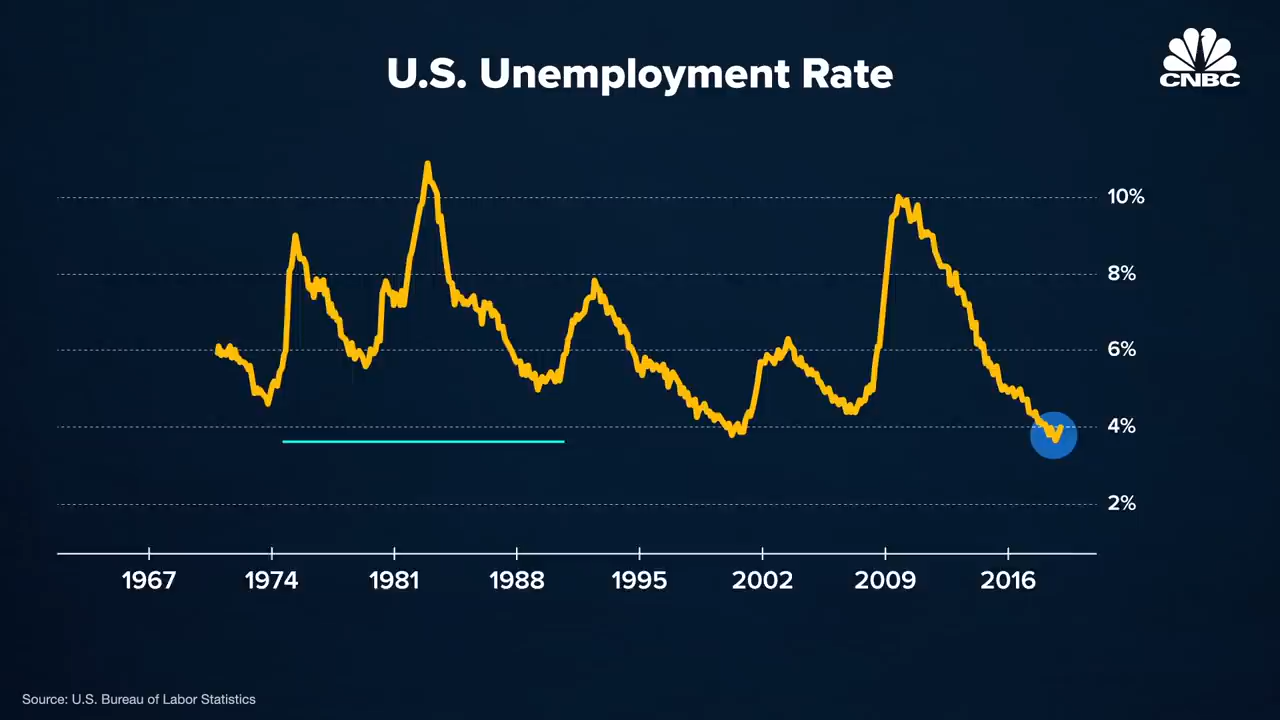 U.S. Unemployment Rate
CNBC
10%
8%
6%
4%
2%
1967 1974 1981 1988 1995 2002 2009 2016
Source: U.S. Bureau of Labor Statistics